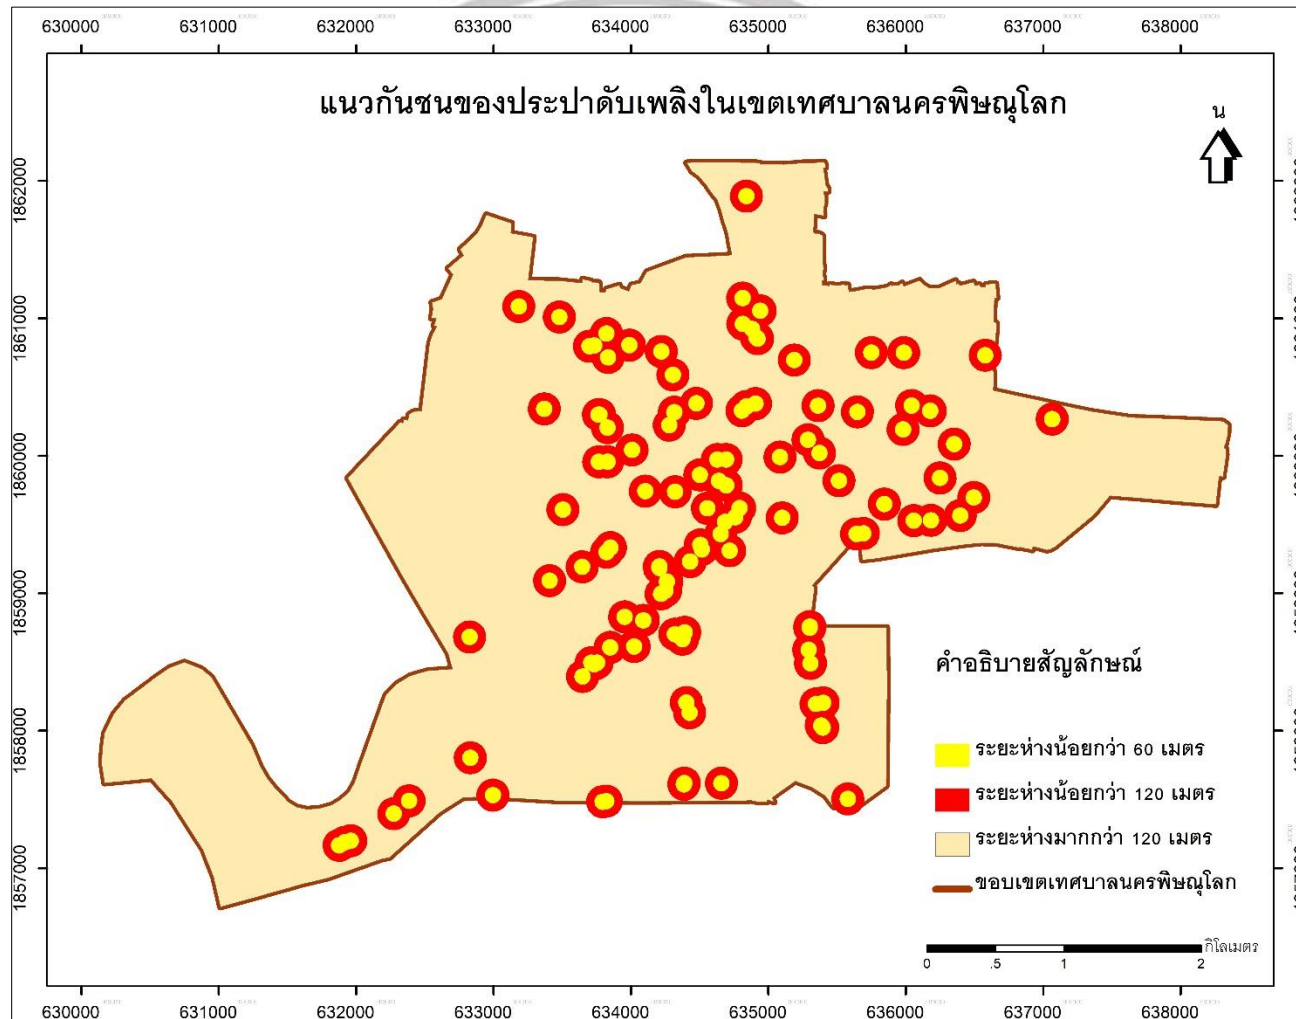 630000 631000 632000 633000 634000 635000 636000 637000 638000
แนวกันชนของประปาดับเพลิงในเขตเทศบาลนครพิษณุโลก
น
1862000
1861000
1860000
1859000
1858000
1857000
คำอธิบายสัญลักษณ์
ระยะห่างน้อยกว่า 60 เมตร
ระยะห่างน้อยกว่า 120 เมตร
ระยะห่างมากกว่า 120 เมตร
ขอบเขตเทศบาลนครพิษณุโลก
กิโลเมตร
0 .5 1 2
630000 631000 632000 633000 634000 635000 636000 637000 638000